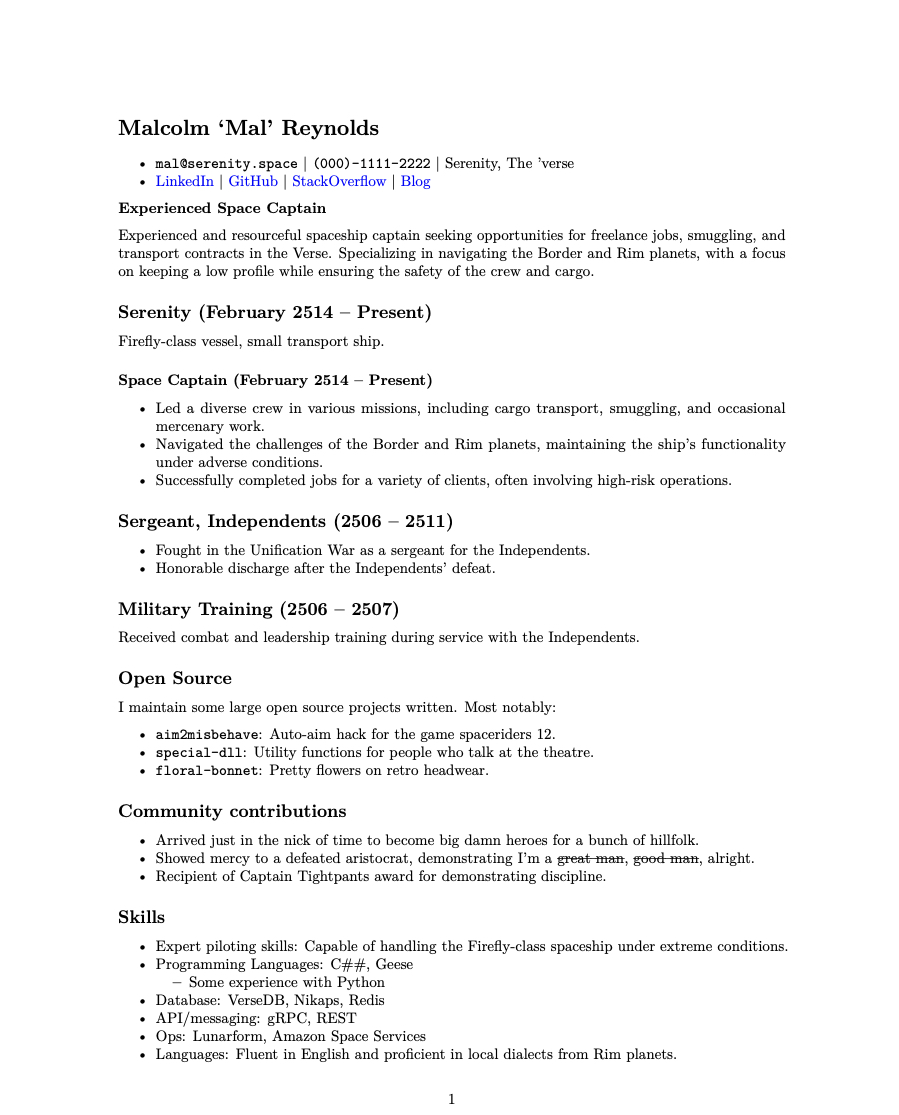 Malcolm ‘Mal’ Reynolds
• mal@serenity.space | (000)-1111-2222 | Serenity, The ’verse
• LinkedIn | GitHub | StackOverflow | Blog
Experienced Space Captain
Experienced and resourceful spaceship captain seeking opportunities for freelance jobs, smuggling, and
transport contracts in the Verse. Specializing in navigating the Border and Rim planets, with a focus
on keeping a low profile while ensuring the safety of the crew and cargo.
Serenity (February 2514 – Present)
Firefly-class vessel, small transport ship.
Space Captain (February 2514 – Present)
• Led a diverse crew in various missions, including cargo transport, smuggling, and occasional
mercenary work.
• Navigated the challenges of the Border and Rim planets, maintaining the ship’s functionality
under adverse conditions.
• Successfully completed jobs for a variety of clients, often involving high-risk operations.
Sergeant, Independents (2506 – 2511)
• Fought in the Unification War as a sergeant for the Independents.
• Honorable discharge after the Independents’ defeat.
Military Training (2506 – 2507)
Received combat and leadership training during service with the Independents.
Open Source
I maintain some large open source projects written. Most notably:
• aim2misbehave: Auto-aim hack for the game spaceriders 12.
• special-dll: Utility functions for people who talk at the theatre.
• floral-bonnet: Pretty flowers on retro headwear.
Community contributions
• Arrived just in the nick of time to become big damn heroes for a bunch of hillfolk.
• Showed mercy to a defeated aristocrat, demonstrating I’m a great man, good man, alright.
• Recipient of Captain Tightpants award for demonstrating discipline.
Skills
• Expert piloting skills: Capable of handling the Firefly-class spaceship under extreme conditions.
• Programming Languages: C##, Geese
– Some experience with Python
• Database: VerseDB, Nikaps, Redis
• API/messaging: gRPC, REST
• Ops: Lunarform, Amazon Space Services
• Languages: Fluent in English and proficient in local dialects from Rim planets.
1